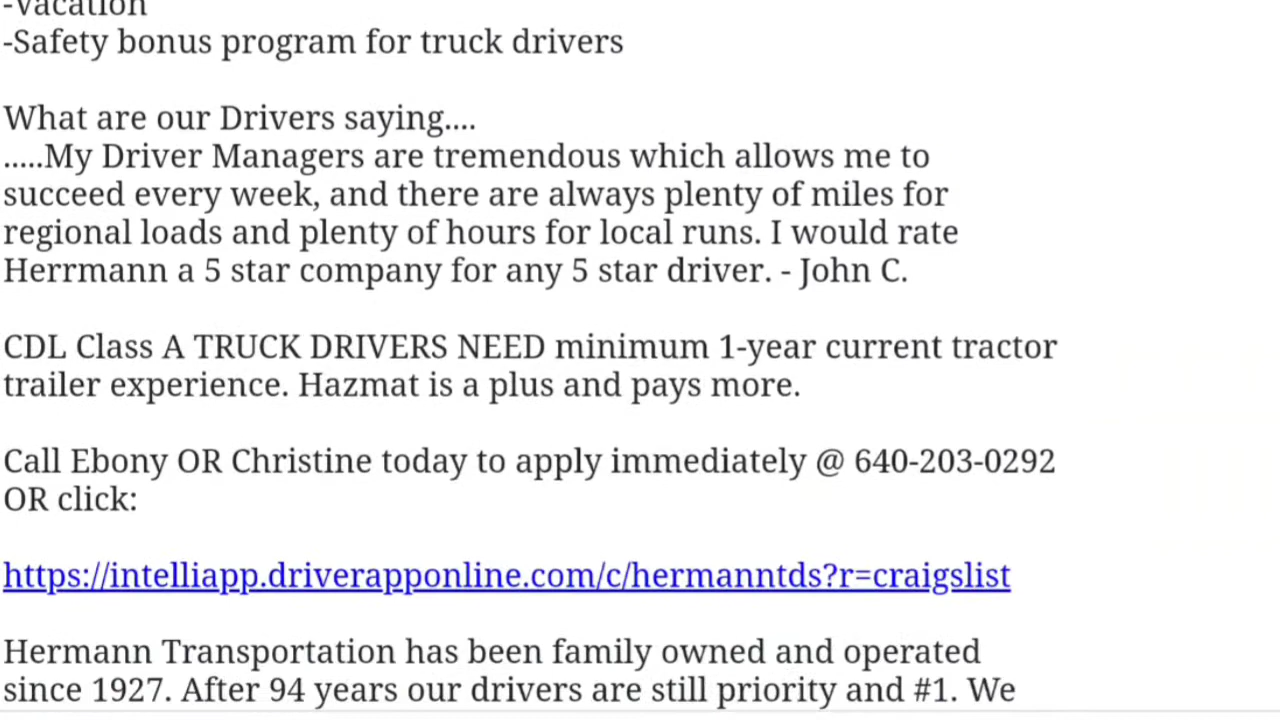 -Vacation
-Safety bonus program for truck drivers
What are our Drivers saying....
.....My Driver Managers are tremendous which allows me to
succeed every week, and there are always plenty of miles for
regional loads and plenty of hours for local runs. I would rate
Herrmann a 5 star company for any 5 star driver. - John C.
CDL Class A TRUCK DRIVERS NEED minimum 1-year current tractor
trailer experience. Hazmat is a plus and pays more.
Call Ebony OR Christine today to apply immediately @ 640-203-0292
OR click:
https://intelliapp.driverapponline.com/c/hermanntds?r=craigslist
Hermann Transportation has been family owned and operated
since 1927. After 94 years our drivers are still priority and #1. We